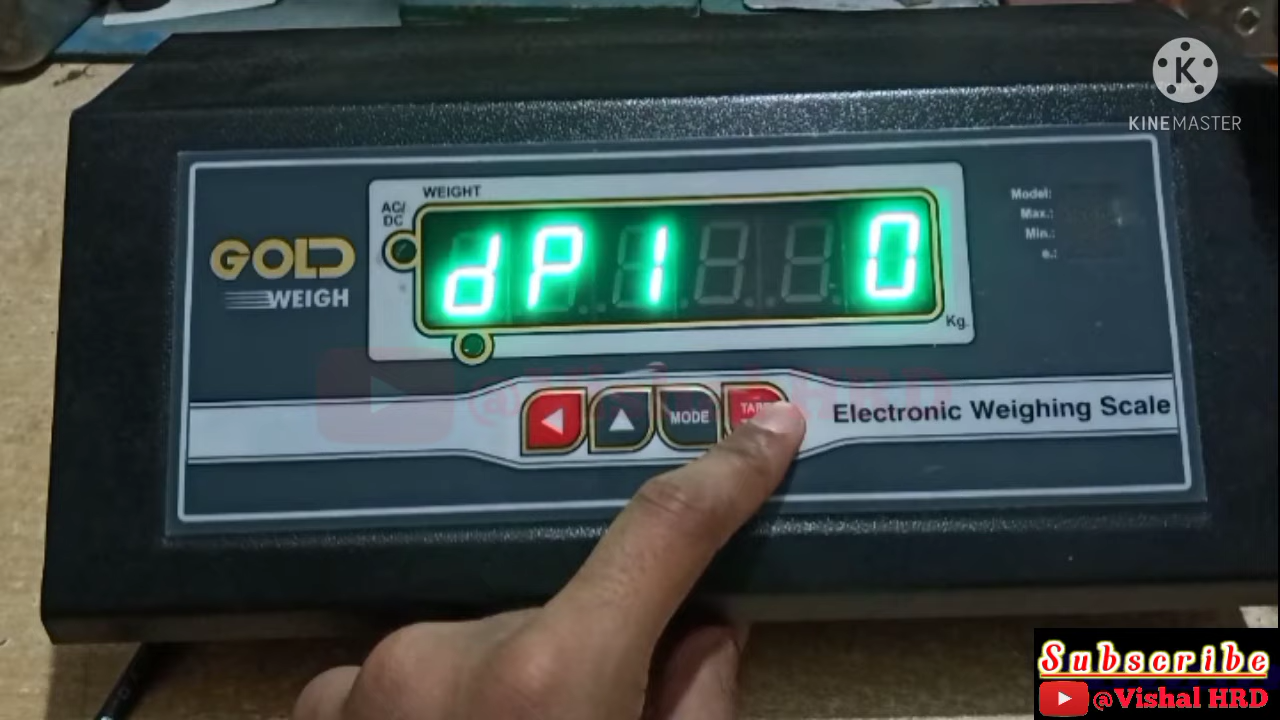 K
KINEMASTER
WEIGHT
AC/
DC
Model:
Max.:
Min.:
e.:
GOLD
WEIGH
dP1 0
Kg.
MODE
Electronic Weighing Scale
Subscribe
@Vishal HRD